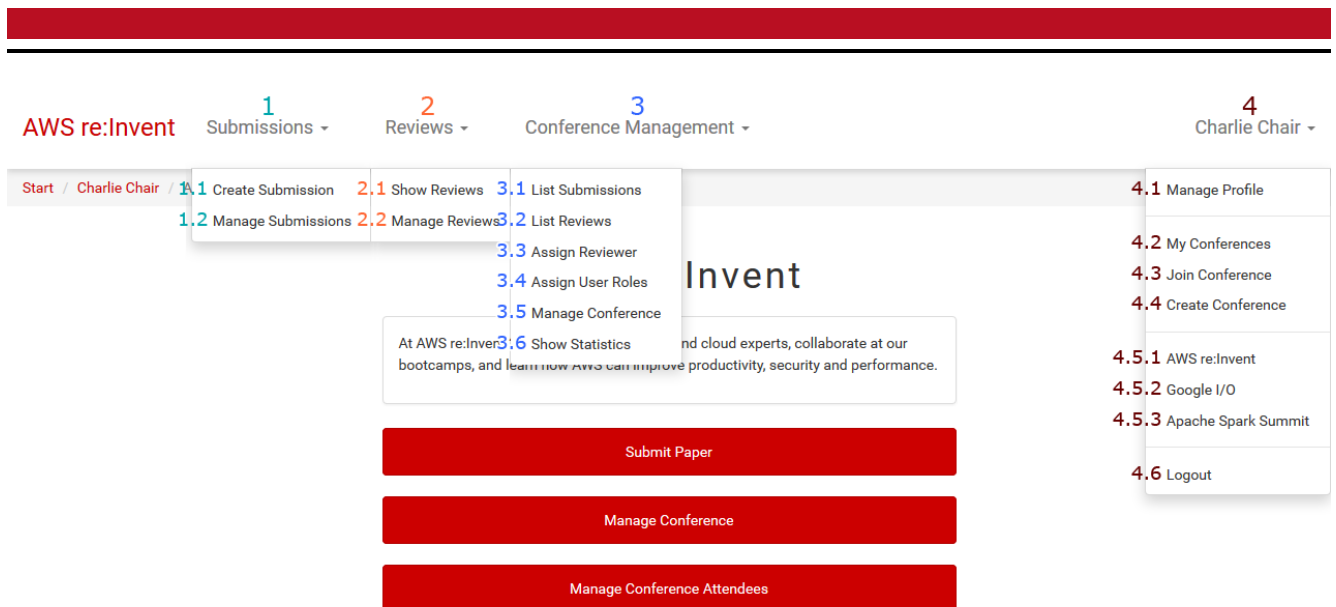 1 2 3 4
AWS re:Invent Submissions Reviews Conference Management Charlie Chair
Start / Charlie Chair /
1.1 Create Submission 2.1 Show Reviews 3.1 List Submissions 4.1 Manage Profile
1.2 Manage Submissions 2.2 Manage Reviews 3.2 List Reviews
3.3 Assign Reviewer 4.2 My Conferences
Invent
3.4 Assign User Roles 4.3 Join Conference
3.5 Manage Conference 4.4 Create Conference
At AWS re:Inven 3.6 Show Statistics nd cloud experts, collaborate at our
bootcamps, and learn how AWS can improve productivity, security and performance.
4.5.1 AWS re:Invent
4.5.2 Google I/O
4.5.3 Apache Spark Summit
Submit Paper
4.6 Logout
Manage Conference
Manage Conference Attendees